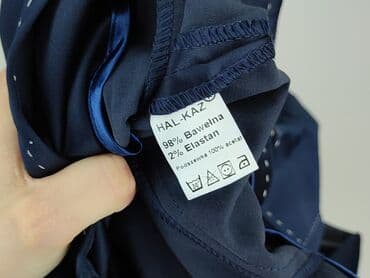 HAL-KAZ
98% Bawełna
2% Elastan
Podszewka 100% acetat